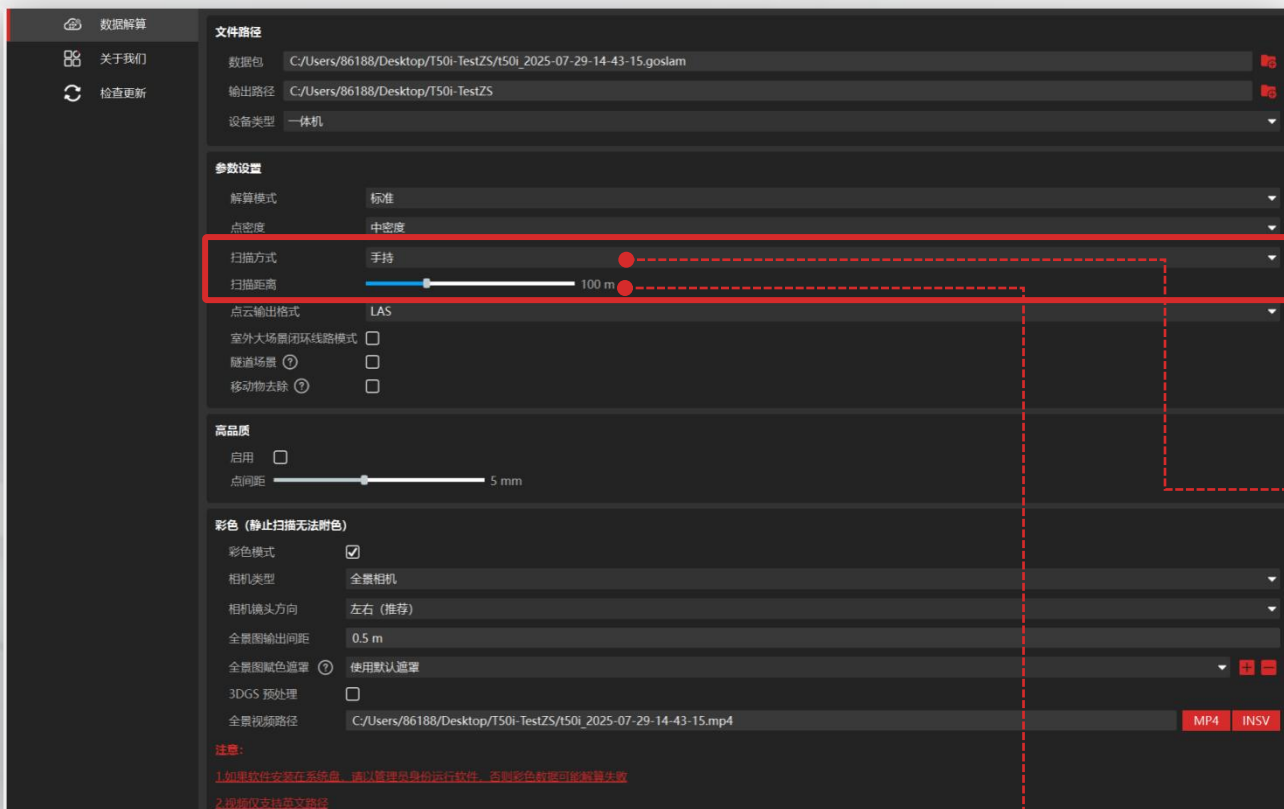 数据解算
关于我们
检查更新
文件路径
数据包 C:/Users/86188/Desktop/T50i-TestZS/t50i_2025-07-29-14-43-15.goslam
输出路径 C:/Users/86188/Desktop/T50i-TestZS
设备类型 一体机
参数设置
解算模式 标准
点密度 中密度
扫描方式 手持
扫描距离 100 m
点云输出格式 LAS
室外大场景闭环线路模式
隧道场景 ?
移动物去除 ?
高品质
启用
点间距 5 mm
彩色（静止扫描无法附色）
彩色模式
相机类型 全景相机
相机镜头方向 左右（推荐）
全景图输出间距 0.5 m
全景图赋色遮罩 ? 使用默认遮罩
3DGS 预处理
全景视频路径 C:/Users/86188/Desktop/T50i-TestZS/t50i_2025-07-29-14-43-15.mp4 MP4 INSV
注意：
1.如果软件安装在系统盘，请以管理员身份运行软件，否则彩色数据可能解算失败
2.视频仅支持英文路径